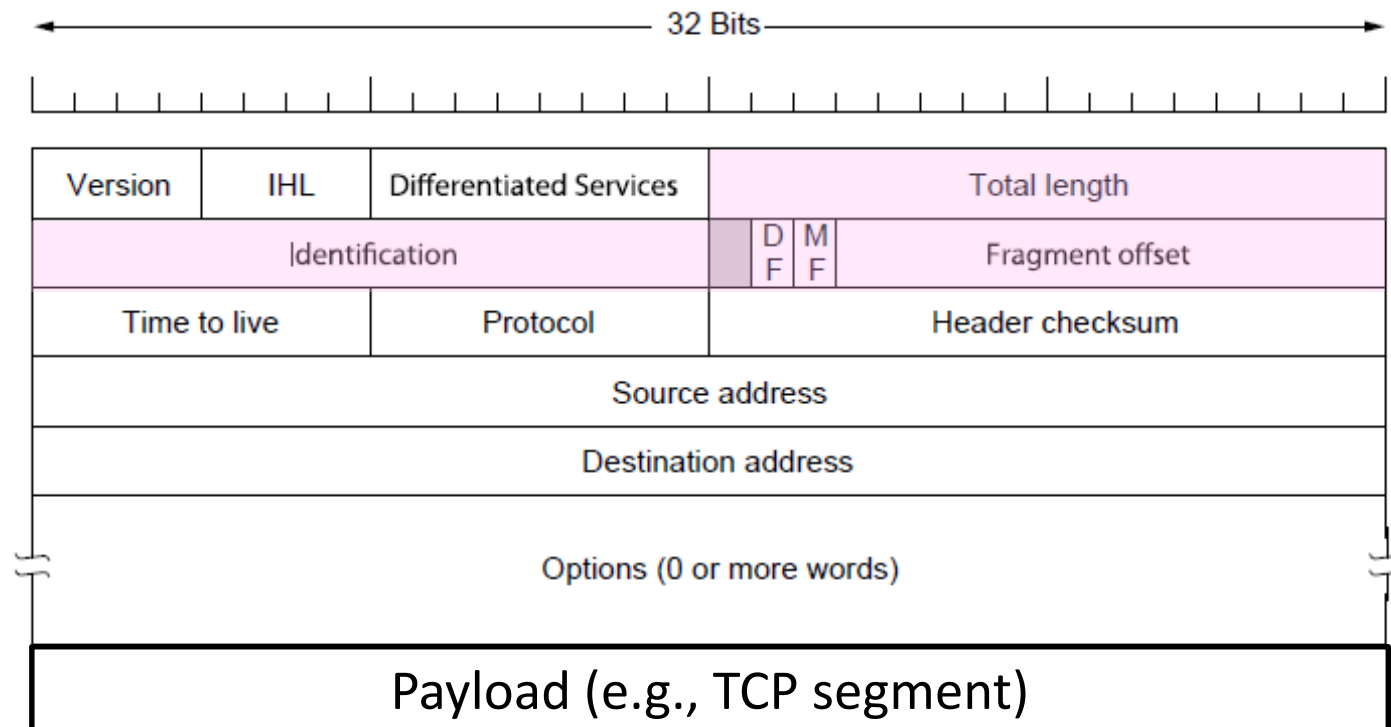 32 Bits
Version IHL Differentiated Services Total length
Identification D F M F Fragment offset
Time to live Protocol Header checksum
Source address
Destination address
Options (0 or more words)
Payload (e.g., TCP segment)